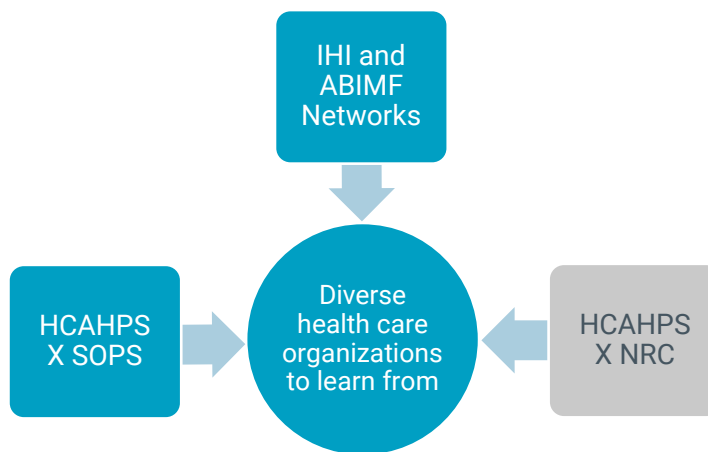 IHI and
ABIMF
Networks
HCAHPS
X SOPS
Diverse
health care
organizations
to learn from
HCAHPS
X NRC